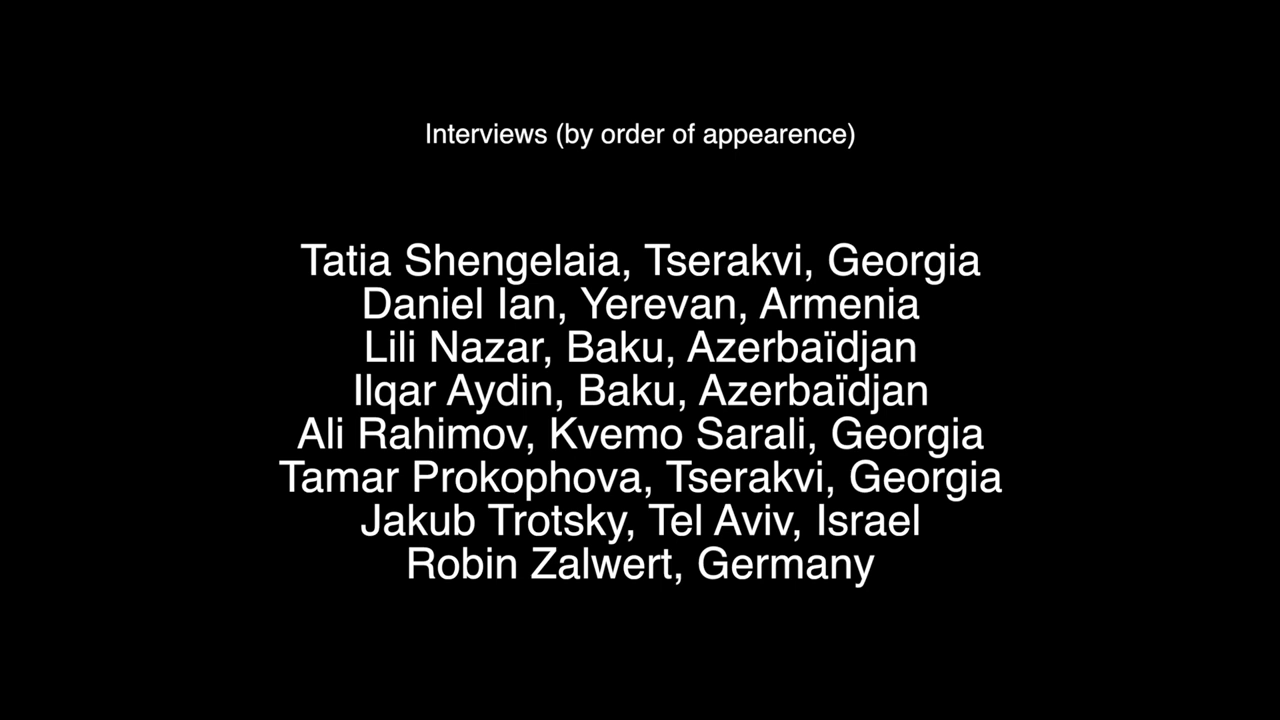 Interviews (by order of appearence)
Tatia Shengelaia, Tserakvi, Georgia
Daniel Ian, Yerevan, Armenia
Lili Nazar, Baku, Azerbaïdjan
Ilqar Aydin, Baku, Azerbaïdjan
Ali Rahimov, Kvemo Sarali, Georgia
Tamar Prokophova, Tserakvi, Georgia
Jakub Trotsky, Tel Aviv, Israel
Robin Zalwert, Germany